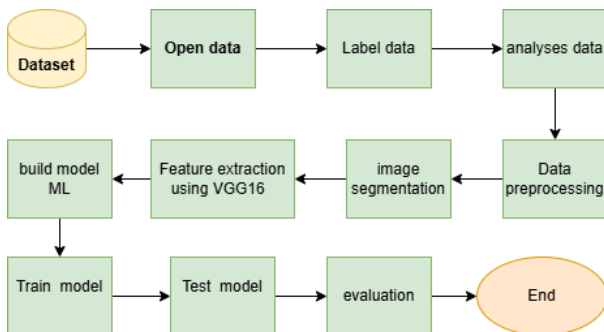 Dataset
Open data
Label data
analyses data
Data
preprocessing
image
segmentation
Feature extraction
using VGG16
build model
ML
Train model
Test model
evaluation
End